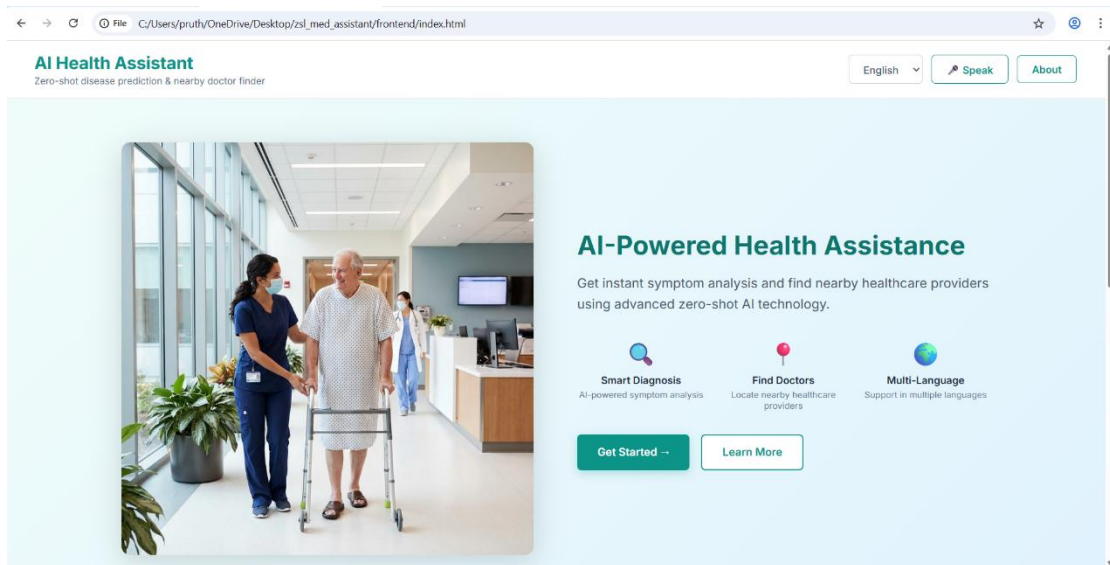 File C:/Users/pruth/OneDrive/Desktop/zsl_med_assistant/frontend/index.html
AI Health Assistant
Zero-shot disease prediction & nearby doctor finder
English
Speak
About
AI-Powered Health Assistance
Get instant symptom analysis and find nearby healthcare providers
using advanced zero-shot AI technology.
Smart Diagnosis
AI-powered symptom analysis
Find Doctors
Locate nearby healthcare
providers
Multi-Language
Support in multiple languages
Get Started →
Learn More